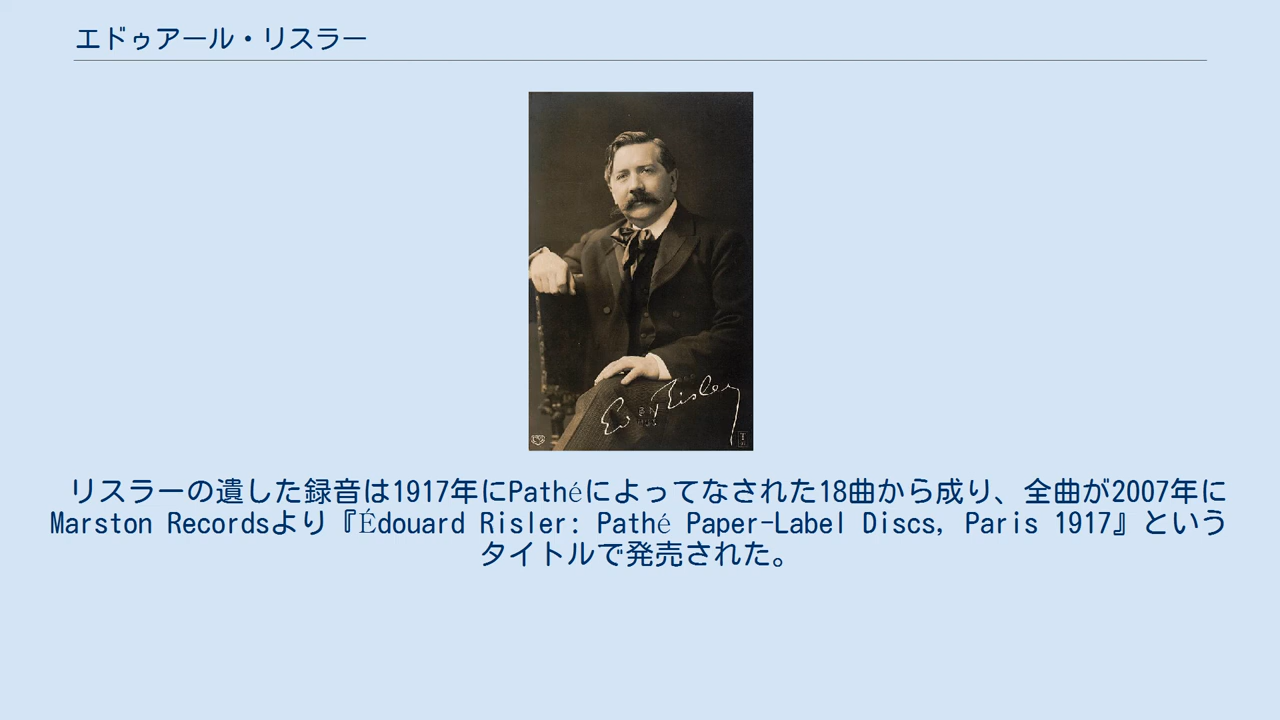 エドゥアール・リスラー
Ed Risler
リスラーの遺した録音は1917年にPathéによってなされた18曲から成り、全曲が2007年に
Marston Recordsより『Édouard Risler: Pathé Paper-Label Discs, Paris 1917』という
タイトルで発売された。